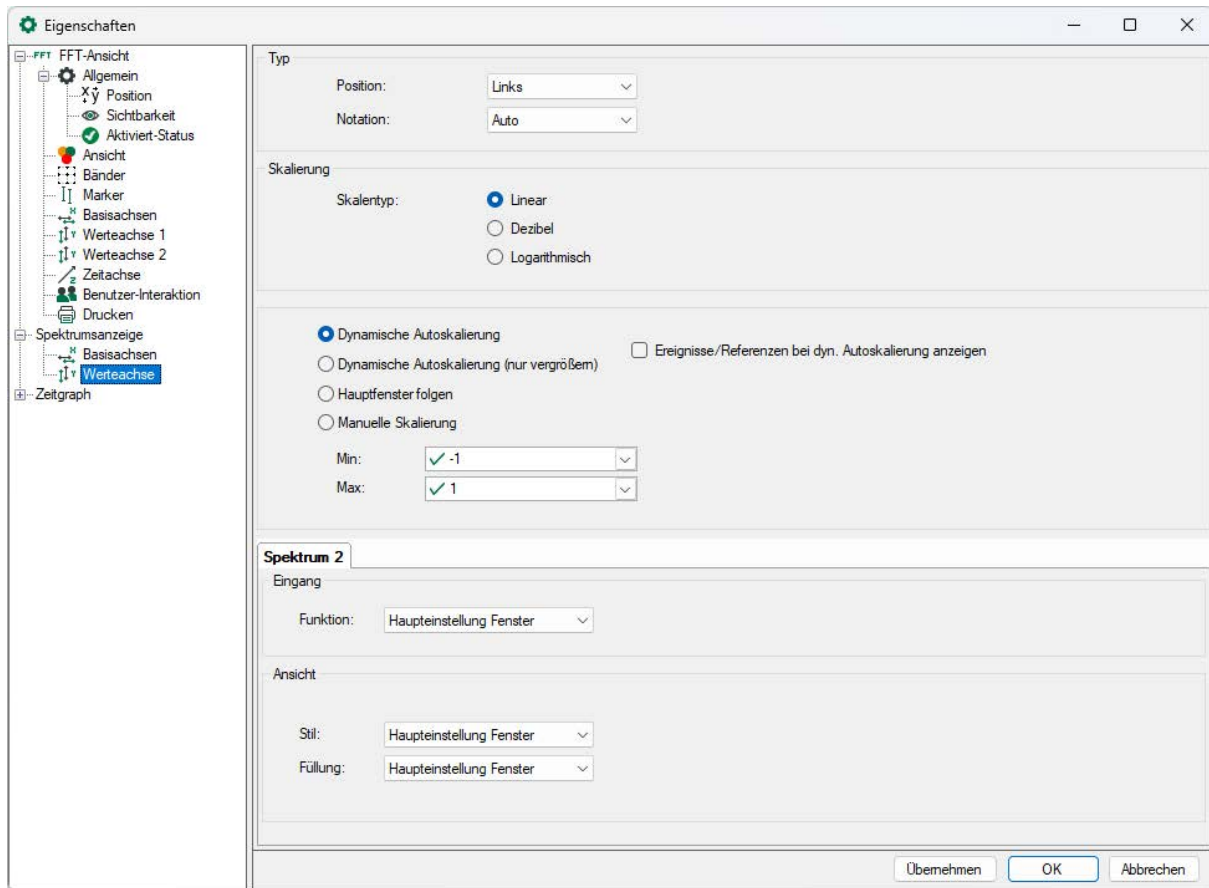 Eigenschaften
FFT FFT-Ansicht
Allgemein
x y Position
Sichtbarkeit
Aktiviert-Status
Ansicht
Bänder
Marker
X Basisachsen
Y Werteachse 1
Y Werteachse 2
Z Zeitachse
Benutzer-Interaktion
Drucken
Spektrumsanzeige
X Basisachsen
Y Werteachse
Zeitgraph
Typ
Position: Links
Notation: Auto
Skalierung
Skalentyp: Linear
Dezibel
Logarithmisch
Dynamische Autoskalierung
Ereignisse/Referenzen bei dyn. Autoskalierung anzeigen
Dynamische Autoskalierung (nur vergrößern)
Hauptfenster folgen
Manuelle Skalierung
Min: -1
Max: 1
Spektrum 2
Eingang
Funktion: Haupteinstellung Fenster
Ansicht
Stil: Haupteinstellung Fenster
Füllung: Haupteinstellung Fenster
Übernehmen OK Abbrechen